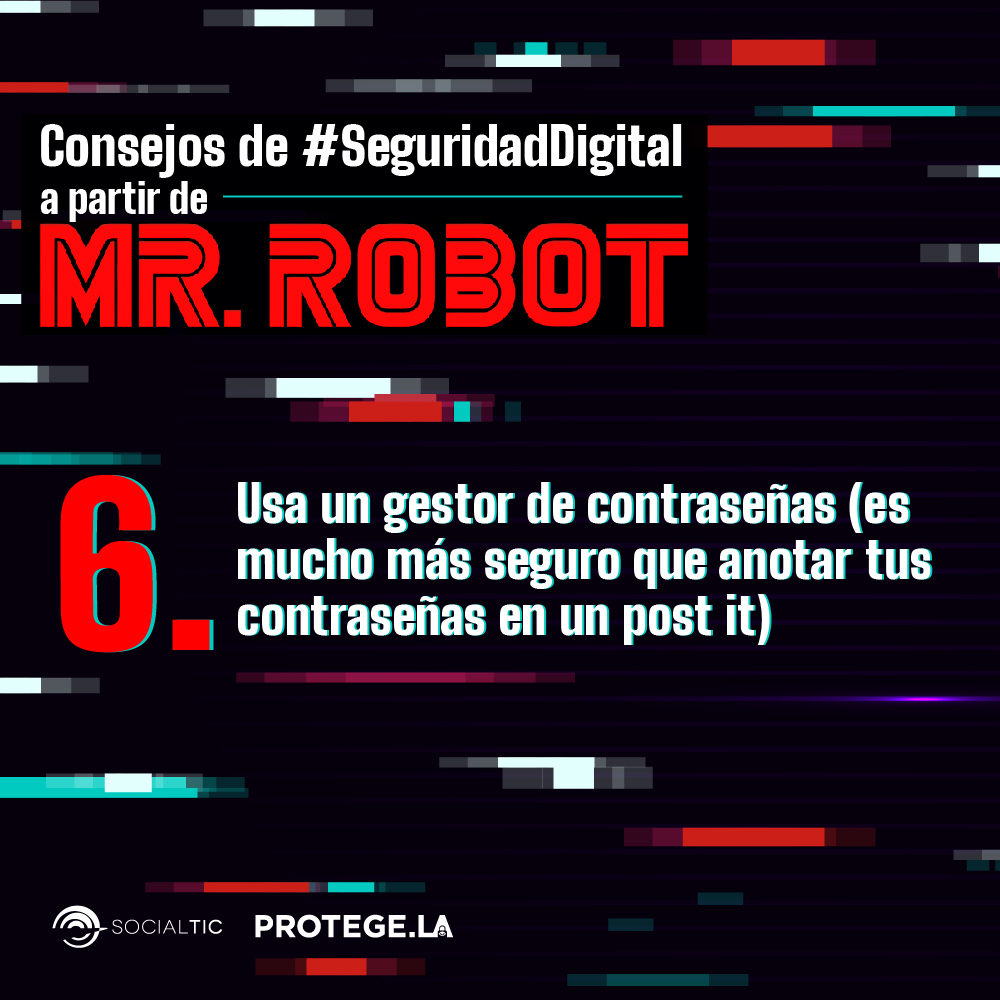 Consejos de #SeguridadDigital
a partir de
MR. ROBOT
6.
Usa un gestor de contraseñas (es
mucho más seguro que anotar tus
contraseñas en un post it)
SOCIALTIC
PROTEGE.LA